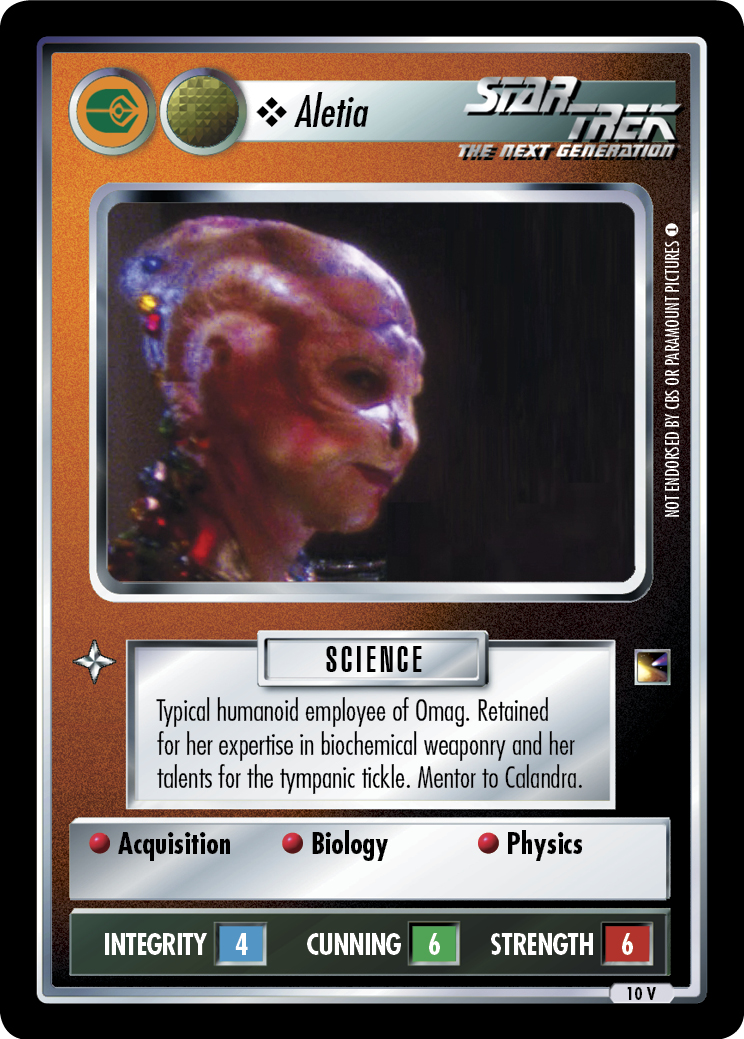 Aletia
STAR TREK
THE NEXT GENERATION
NOT ENDORSED BY CBS OR PARAMOUNT PICTURES 1
SCIENCE
Typical humanoid employee of Omag. Retained
for her expertise in biochemical weaponry and her
talents for the tympanic tickle. Mentor to Calandra.
Acquisition Biology Physics
INTEGRITY 4 CUNNING 6 STRENGTH 6
10 V